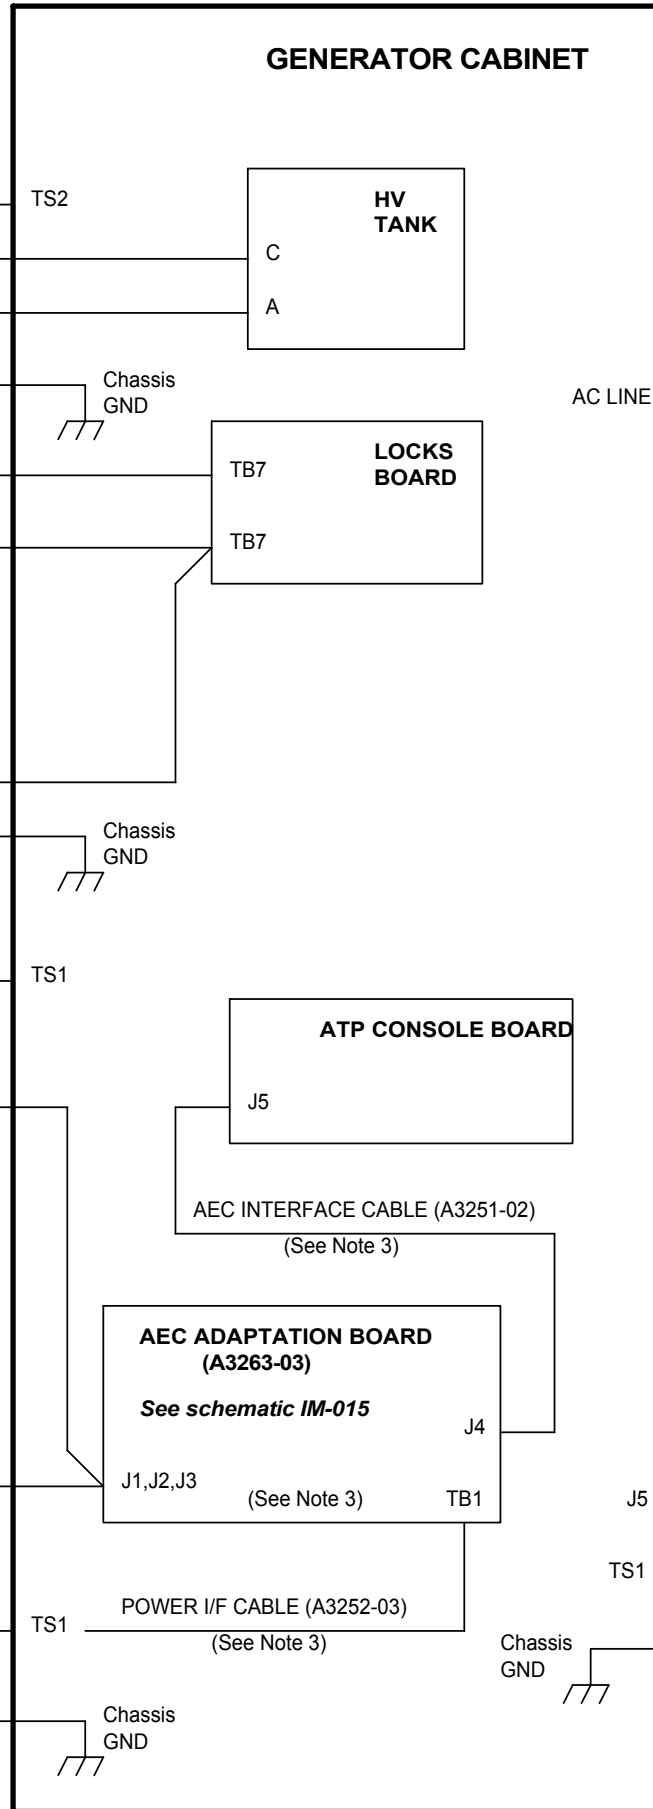 GENERATOR CABINET
TS2
HV
TANK
C
A
Chassis
GND
AC LINE
LOCKS
BOARD
TB7
TB7
Chassis
GND
TS1
ATP CONSOLE BOARD
J5
AEC INTERFACE CABLE (A3251-02)
(See Note 3)
AEC ADAPTATION BOARD
(A3263-03)
See schematic IM-015
J4
J1,J2,J3
(See Note 3)
TB1
J5
TS1
POWER I/F CABLE (A3252-03)
TS1
(See Note 3)
Chassis
GND
Chassis
GND